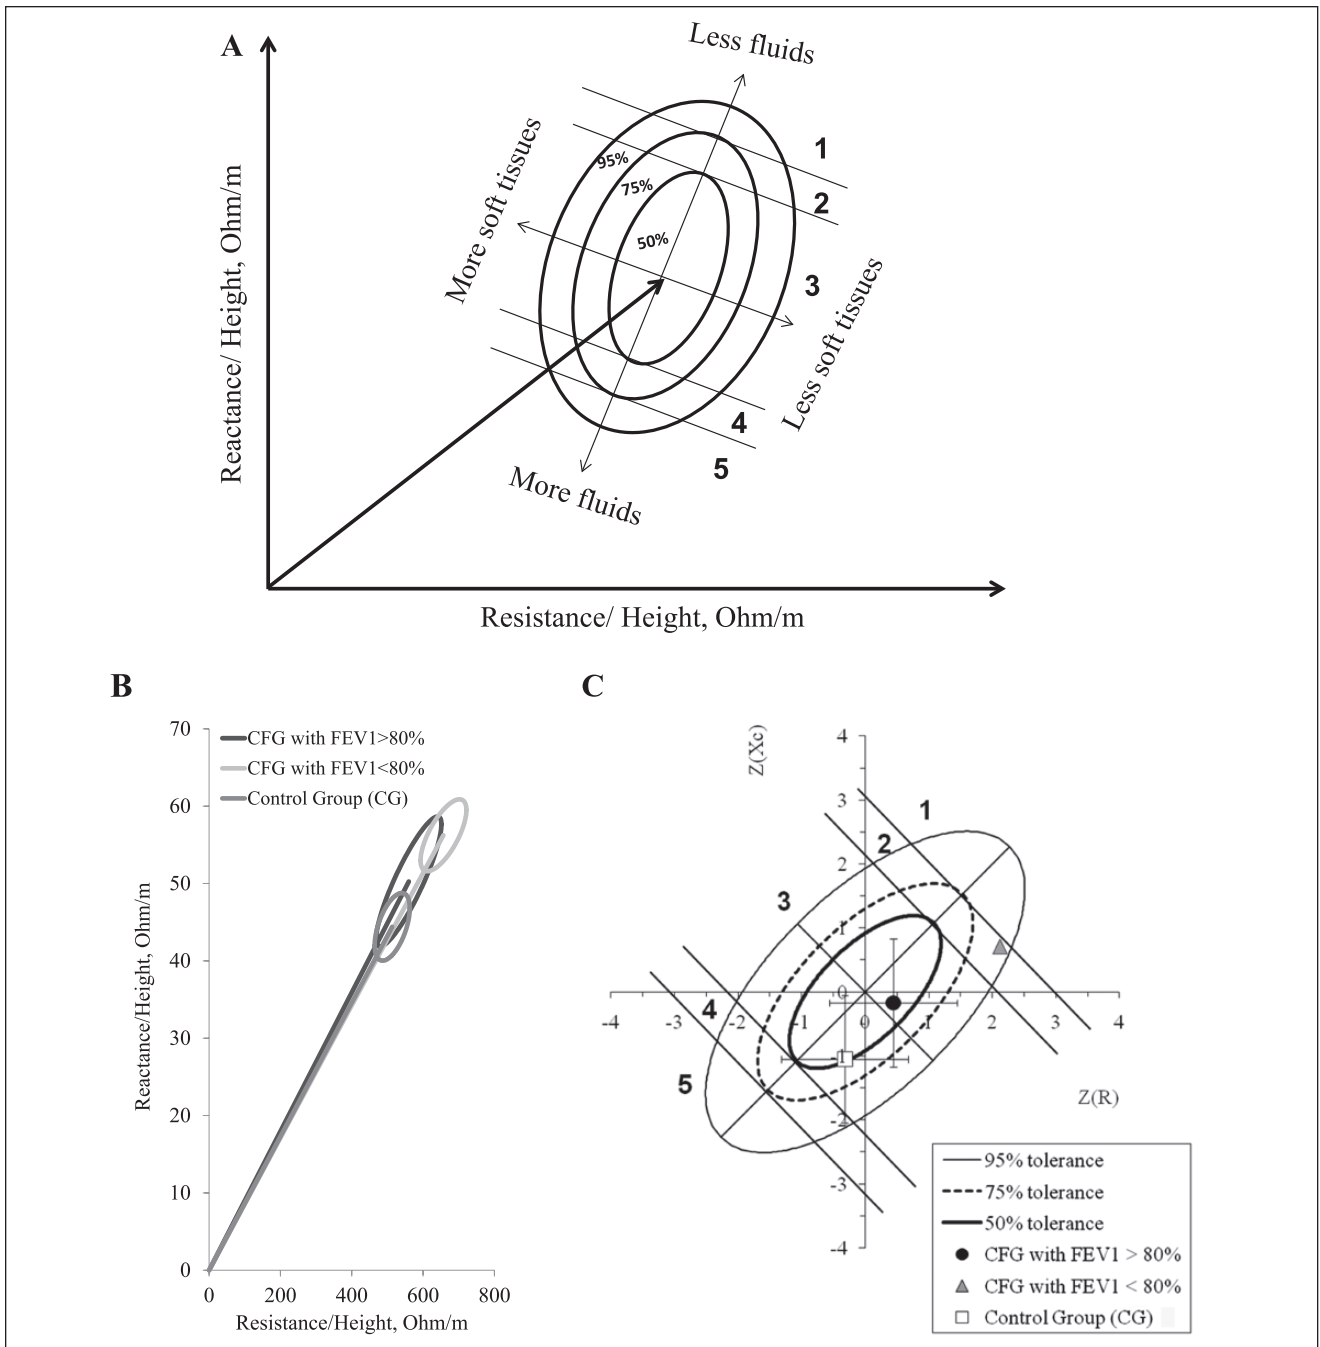 A
Less fluids
1
95%
More soft tissues
75%
2
50%
3
Reactance/ Height, Ohm/m
Less soft tissues
4
5
More fluids
Resistance/ Height, Ohm/m
B
C
70
CFG with FEV1>80%
CFG with FEV1<80%
Control Group (CG)
60
50
40
30
20
10
0
0 200 400 600 800
Reactance/Height, Ohm/m
Resistance/Height, Ohm/m
Z(Xc)
4
3
1
2
2
3
1
0
-4 -3 -2 -1 0 1 2 3 4
4
-1
5
Z(R)
-2
-3
-4
95% tolerance
75% tolerance
50% tolerance
CFG with FEV1 > 80%
CFG with FEV1 < 80%
Control Group (CG)